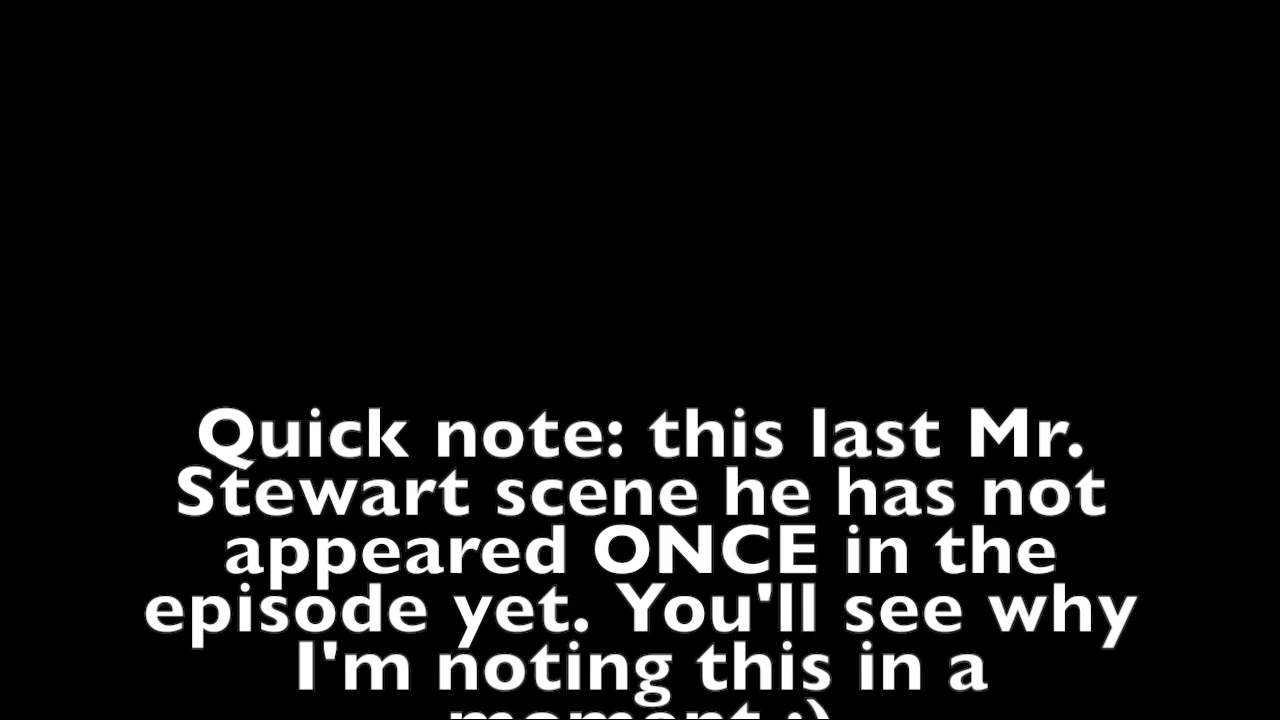 Quick note: this last Mr.
Stewart scene he has not
appeared ONCE in the
episode yet. You'll see why
I'm noting this in a
moment :)